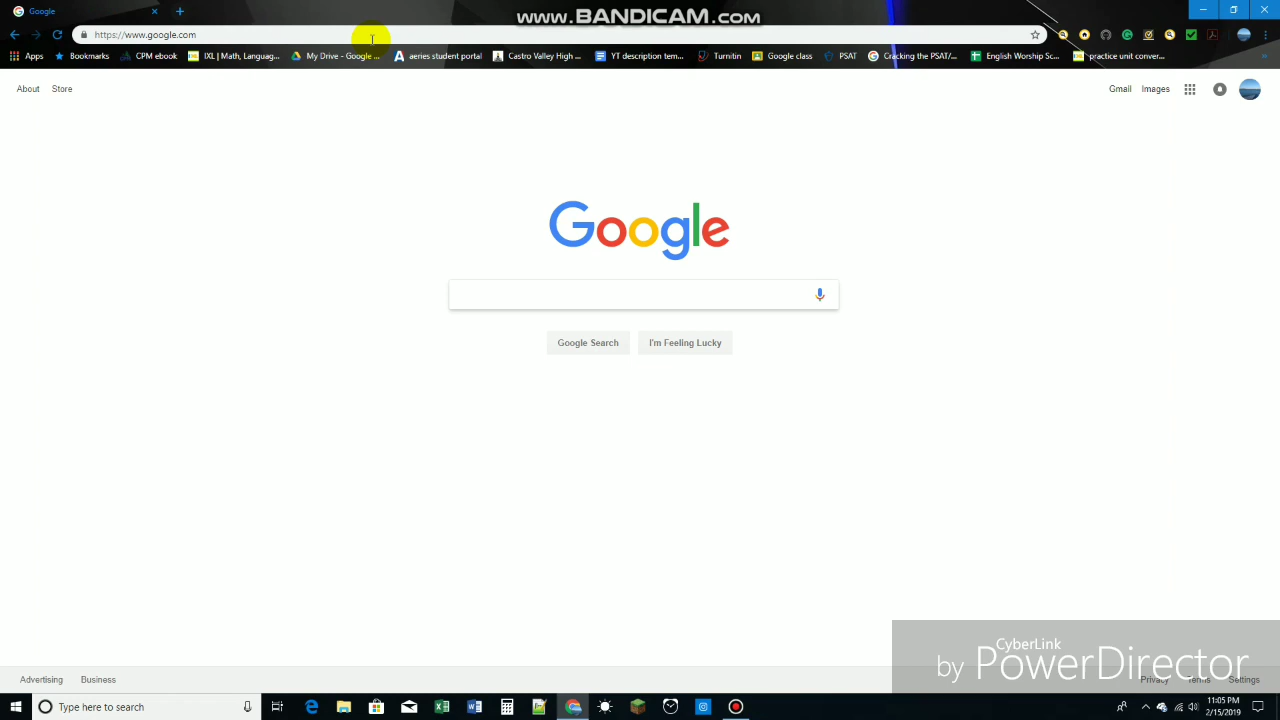 Google
www.BANDICAM.com
https://www.google.com
Apps Bookmarks CPM ebook IXL | Math, Languag... My Drive - Google ... aeries student portal Castro Valley High ... YT description tem... Turnitin Google class PSAT Cracking the PSAT/... English Worship Sc... practice unit conver...
About Store Gmail Images
Google
Google Search I'm Feeling Lucky
CyberLink
by PowerDirector
Advertising Business Privacy Terms Settings
Type here to search 11:05 PM
2/15/2019